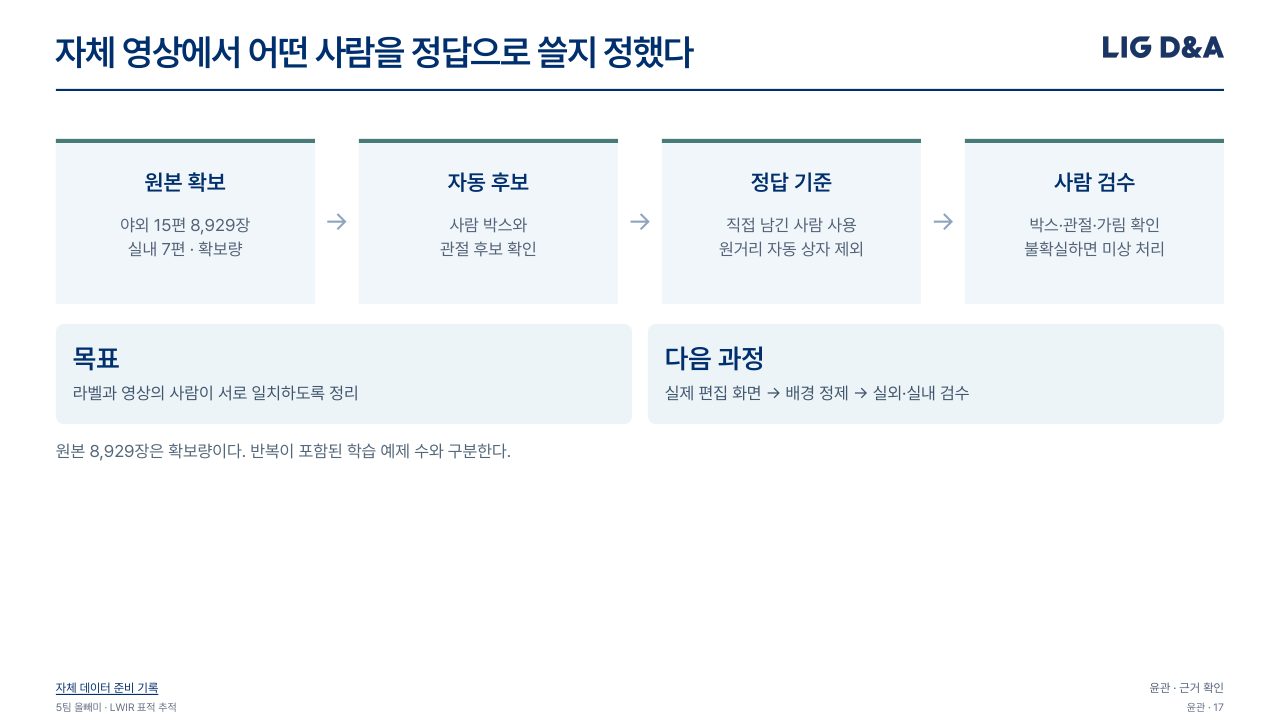 자체 영상에서 어떤 사람을 정답으로 쓸지 정했다
LIG D&A
원본 확보
야외 15편 8,929장
실내 7편 · 확보량
→
자동 후보
사람 박스와
관절 후보 확인
→
정답 기준
직접 남긴 사람 사용
원거리 자동 상자 제외
→
사람 검수
박스·관절·가림 확인
불확실하면 미상 처리
목표
라벨과 영상의 사람이 서로 일치하도록 정리
다음 과정
실제 편집 화면 → 배경 정제 → 실외·실내 검수
원본 8,929장은 확보량이다. 반복이 포함된 학습 예제 수와 구분한다.
자체 데이터 준비 기록
5팀 올빼미 · LWIR 표적 추적
윤관 · 근거 확인
윤관 · 17